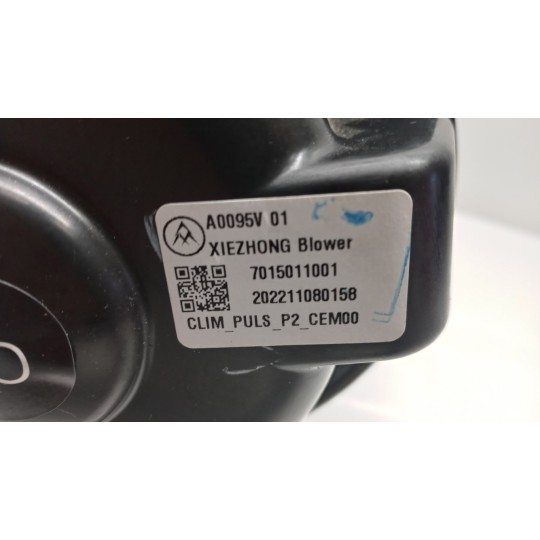 A0095V 01
XIEZHONG Blower
7015011001
202211080158
CLIM_PULS_P2_CEM00